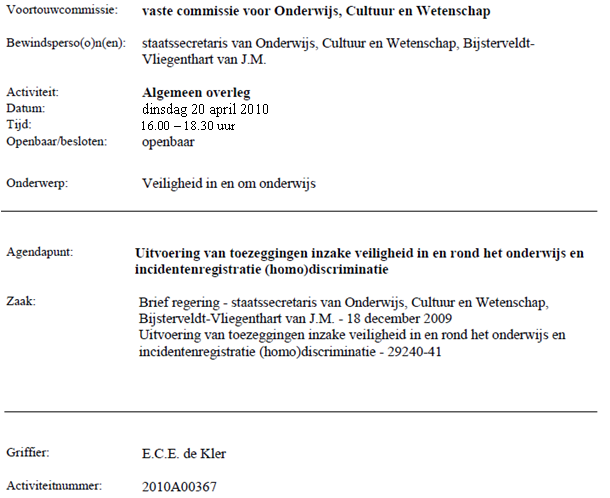 Voortouwcommissie: vaste commissie voor Onderwijs, Cultuur en Wetenschap
Bewindsperso(o)n(en): staatssecretaris van Onderwijs, Cultuur en Wetenschap, Bijsterveldt-
Vliegenthart van J.M.
Activiteit: Algemeen overleg
Datum: dinsdag 20 april 2010
Tijd: 16.00 – 18.30 uur
Openbaar/besloten: openbaar
Onderwerp: Veiligheid in en om onderwijs
Agendapunt: Uitvoering van toezeggingen inzake veiligheid in en rond het onderwijs en
incidentenregistratie (homo)discriminatie
Zaak: Brief regering - staatssecretaris van Onderwijs, Cultuur en Wetenschap,
Bijsterveldt-Vliegenthart van J.M. - 18 december 2009
Uitvoering van toezeggingen inzake veiligheid in en rond het onderwijs en
incidentenregistratie (homo)discriminatie - 29240-41
Griffier: E.C.E. de Kler
Activiteitnummer: 2010A00367